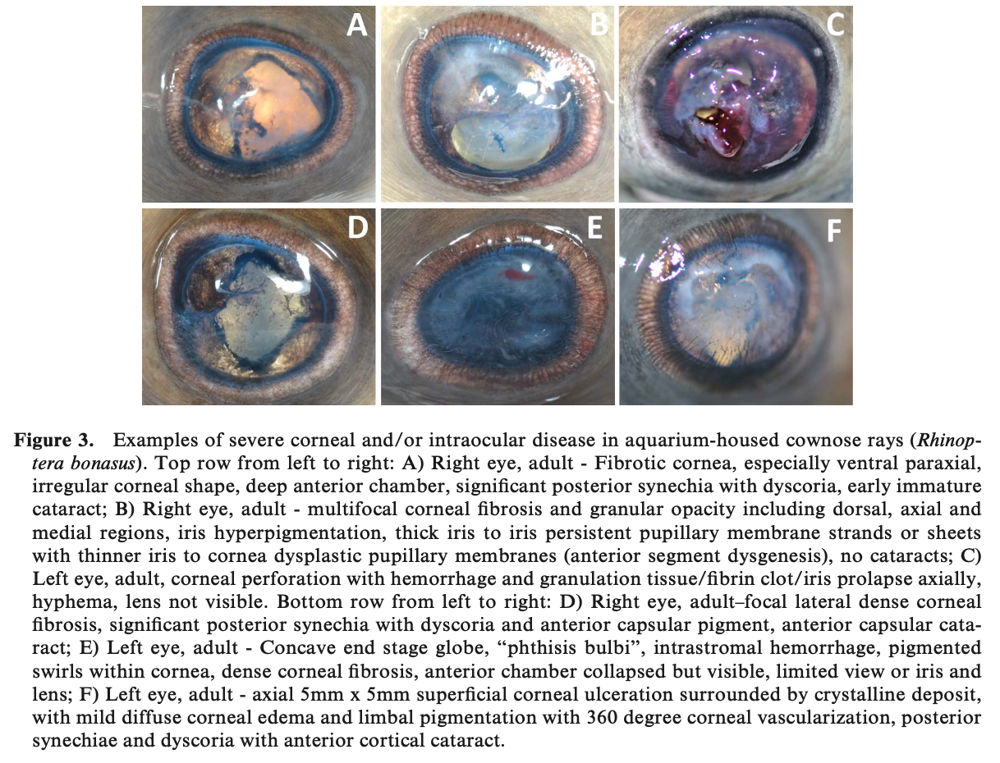 A
B
C
D
E
F
Figure 3. Examples of severe corneal and/or intraocular disease in aquarium-housed cownose rays (Rhinop-
tera bonasus). Top row from left to right: A) Right eye, adult - Fibrotic cornea, especially ventral paraxial,
irregular corneal shape, deep anterior chamber, significant posterior synechia with dyscoria, early immature
cataract; B) Right eye, adult - multifocal corneal fibrosis and granular opacity including dorsal, axial and
medial regions, iris hyperpigmentation, thick iris to iris persistent pupillary membrane strands or sheets
with thinner iris to cornea dysplastic pupillary membranes (anterior segment dysgenesis), no cataracts; C)
Left eye, adult, corneal perforation with hemorrhage and granulation tissue/fibrin clot/iris prolapse axially,
hyphema, lens not visible. Bottom row from left to right: D) Right eye, adult–focal lateral dense corneal
fibrosis, significant posterior synechia with dyscoria and anterior capsular pigment, anterior capsular cata-
ract; E) Left eye, adult - Concave end stage globe, “phthisis bulbi”, intrastromal hemorrhage, pigmented
swirls within cornea, dense corneal fibrosis, anterior chamber collapsed but visible, limited view or iris and
lens; F) Left eye, adult - axial 5mm x 5mm superficial corneal ulceration surrounded by crystalline deposit,
with mild diffuse corneal edema and limbal pigmentation with 360 degree corneal vascularization, posterior
synechiae and dyscoria with anterior cortical cataract.